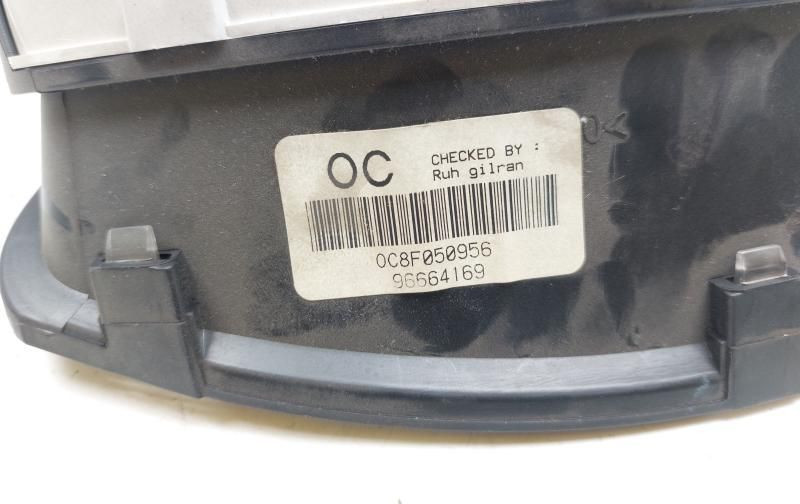 OC
CHECKED BY :
Ruh gilran
0C8F050956
96664169